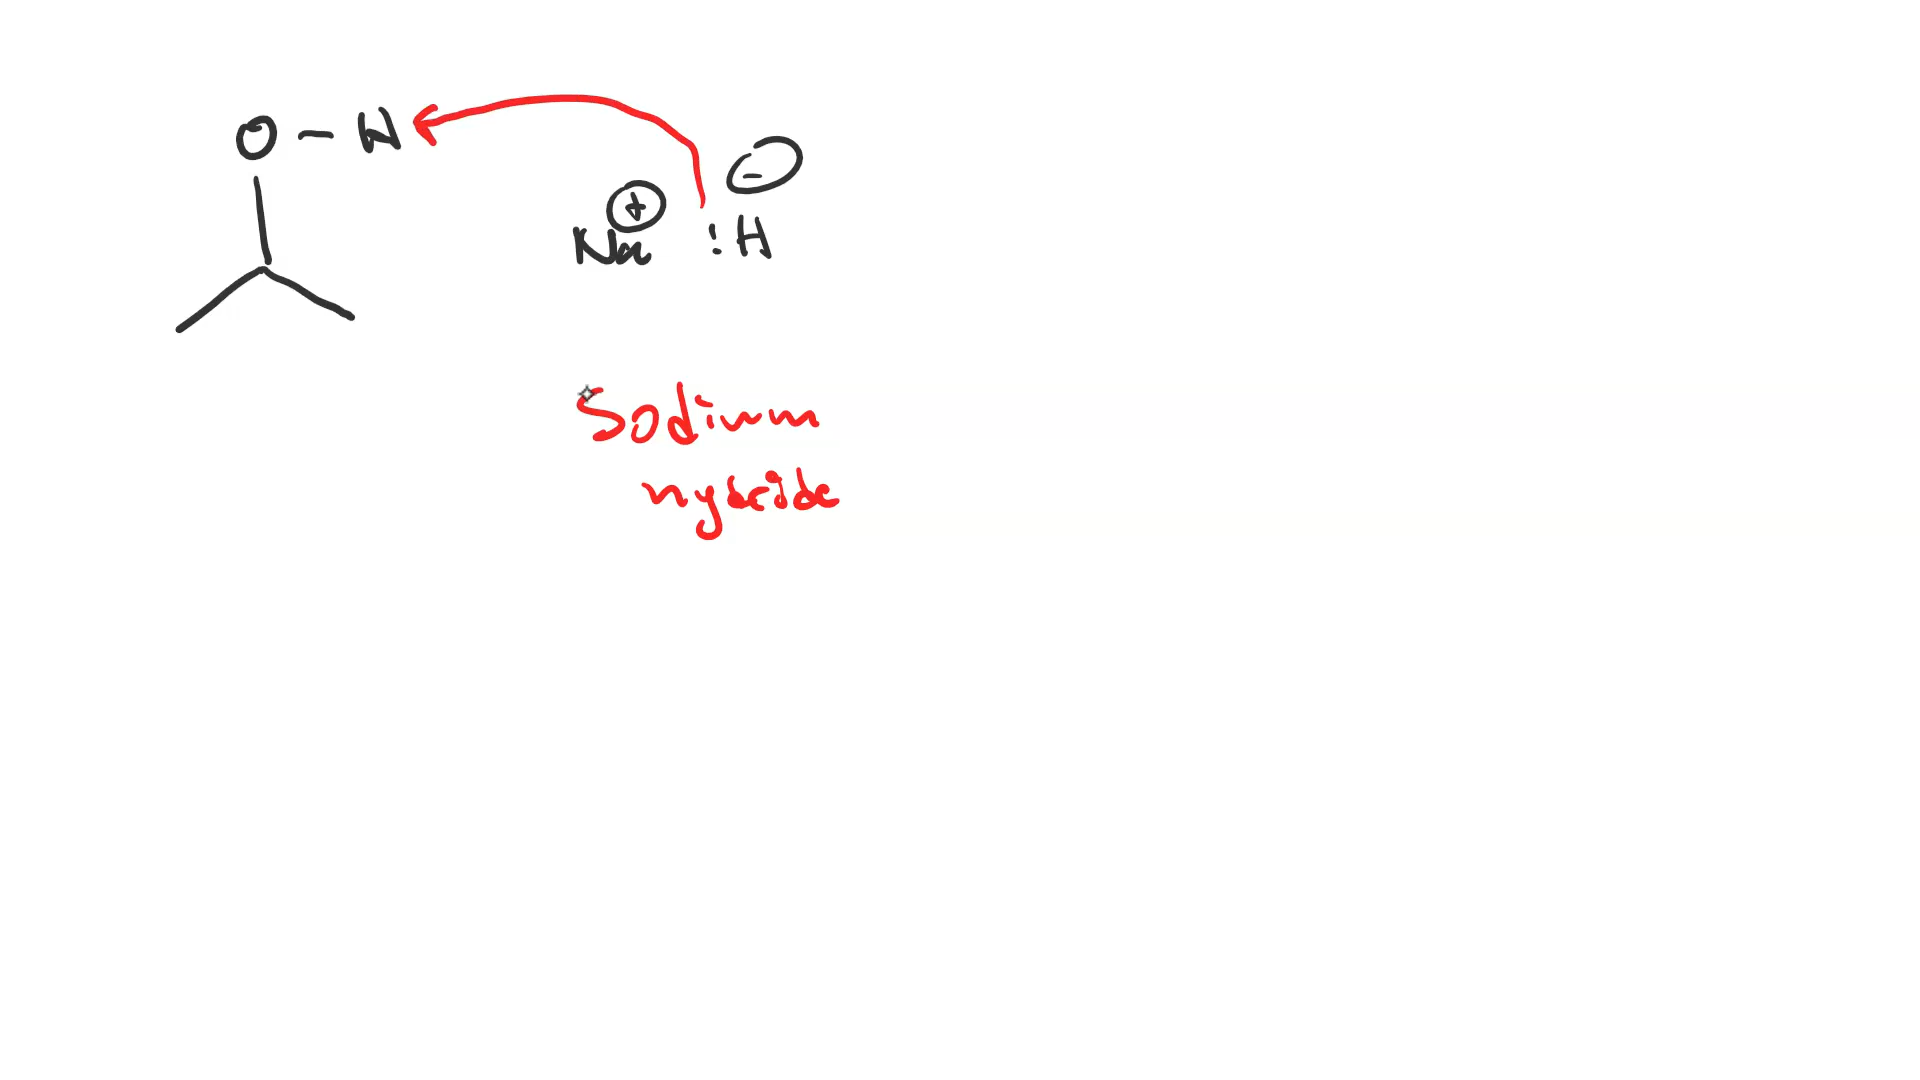 O - H
+ -
Na :H
Sodium
hydride